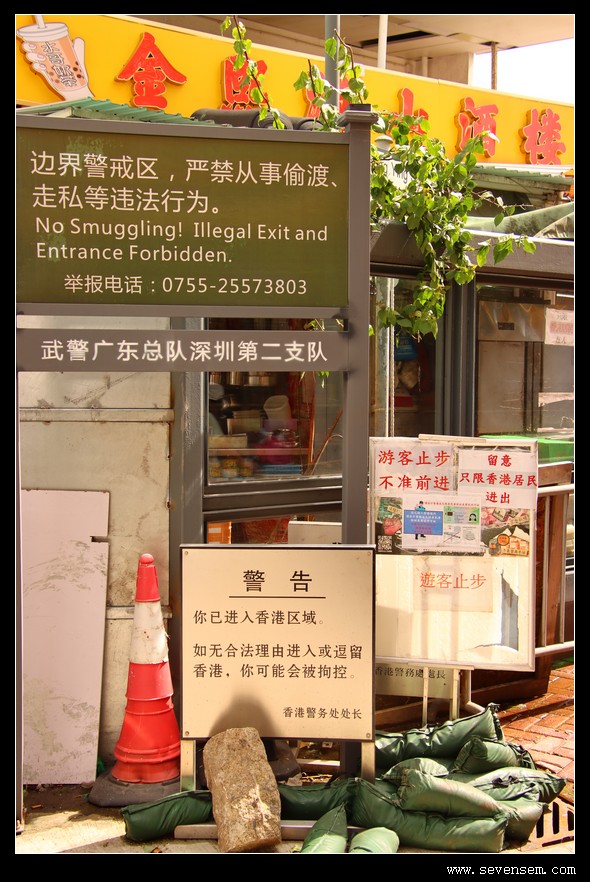 金
酒楼
边界警戒区，严禁从事偷渡、
走私等违法行为。
No Smuggling! Illegal Exit and
Entrance Forbidden.
举报电话：0755-25573803
武警广东总队深圳第二支队
游客止步
不准前进
留意
只限香港居民
进出
遊客止步
警 告
你已进入香港区域。
如无合法理由进入或逗留
香港，你可能会被拘控。
香港警务处处长
香港警務處處長
www.sevensem.com